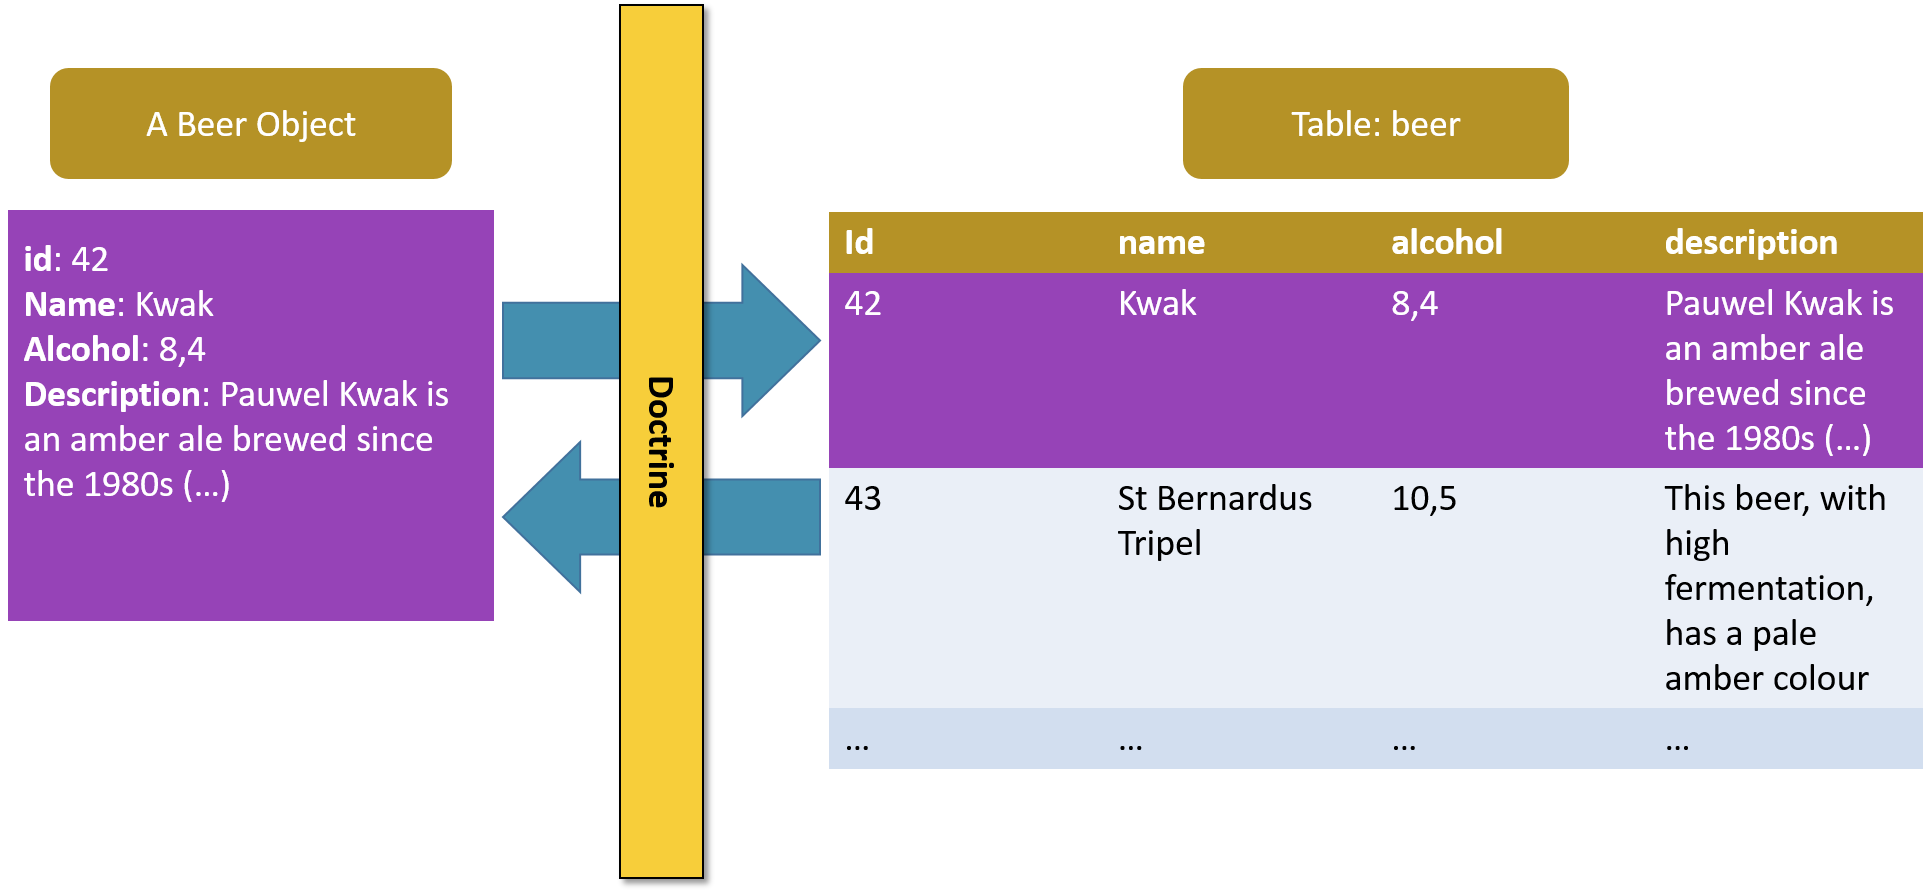 A Beer Object
id: 42
Name: Kwak
Alcohol: 8,4
Description: Pauwel Kwak is
an amber ale brewed since
the 1980s (...)
Doctrine
Table: beer
Id name alcohol description
42 Kwak 8,4 Pauwel Kwak is
an amber ale
brewed since
the 1980s (...)
43 St Bernardus 10,5 This beer, with
Tripel high
fermentation,
has a pale
amber colour
... ... ... ...